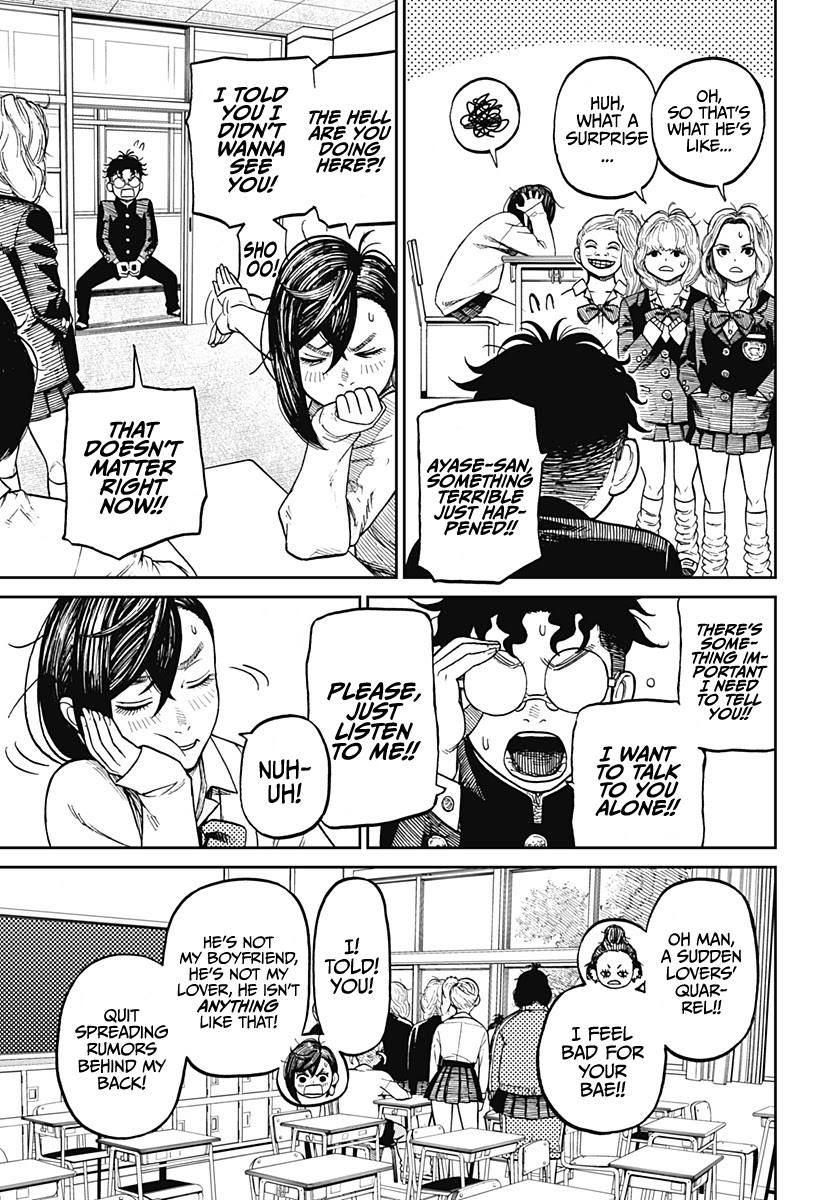 OH,
SO THAT'S
WHAT HE'S
LIKE...
HUH,
WHAT A
SURPRISE
...
AYASE-SAN,
SOMETHING
TERRIBLE
JUST HAP-
PENED!!
THE HELL
ARE YOU
DOING
HERE?!
I TOLD
YOU I
DIDN'T
WANNA
SEE
YOU!
SHO
OO!
THAT
DOESN'T
MATTER
RIGHT
NOW!!
THERE'S
SOME-
THING IM-
PORTANT
I NEED
TO TELL
YOU!!
I WANT
TO TALK
TO YOU
ALONE!!
PLEASE,
JUST
LISTEN
TO ME!!
NUH-
UH!
OH MAN,
A SUDDEN
LOVERS'
QUAR-
REL!!
I FEEL
BAD FOR
YOUR
BAE!!
I!
TOLD!
YOU!
HE'S NOT
MY BOYFRIEND,
HE'S NOT MY
LOVER, HE ISN'T
ANYTHING
LIKE THAT!
QUIT
SPREADING
RUMORS
BEHIND MY
BACK!